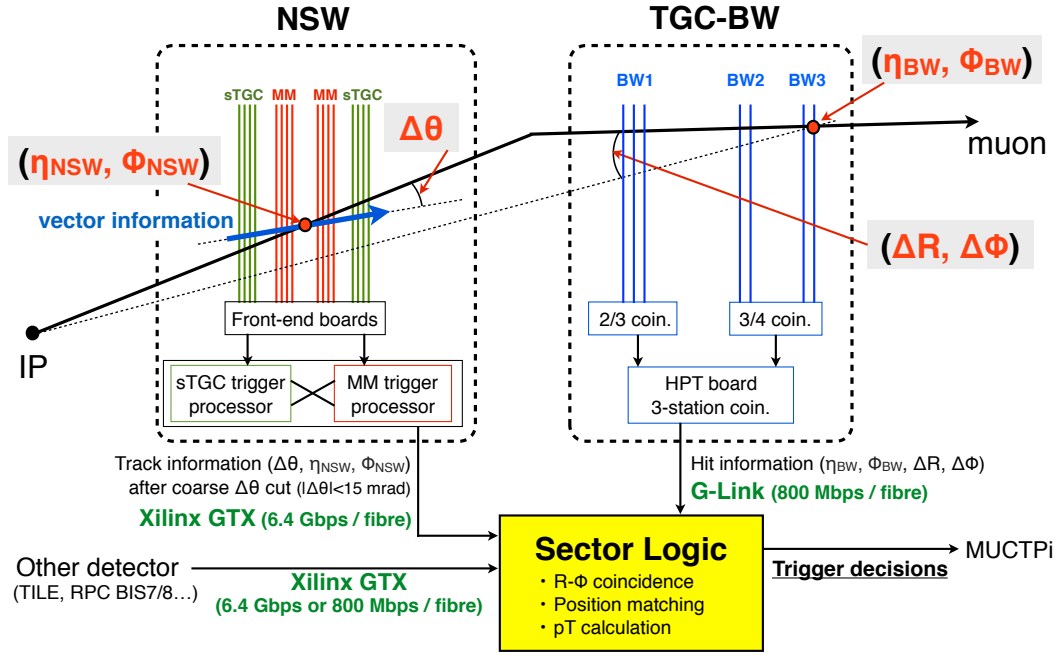 NSW
TGC-BW
sTGC MM MM sTGC
BW1 BW2 BW3
(ηBW, ΦBW)
Δθ
(ηNSW, ΦNSW)
muon
vector information
(ΔR, ΔΦ)
IP
Front-end boards
2/3 coin.
3/4 coin.
sTGC trigger
processor
MM trigger
processor
HPT board
3-station coin.
Track information (Δθ, ηNSW, ΦNSW)
after coarse Δθ cut (|Δθ|<15 mrad)
Xilinx GTX (6.4 Gbps / fibre)
Hit information (ηBW, ΦBW, ΔR, ΔΦ)
G-Link (800 Mbps / fibre)
Other detector
(TILE, RPC BIS7/8…)
Xilinx GTX
(6.4 Gbps or 800 Mbps / fibre)
Sector Logic
・R-Φ coincidence
・Position matching
・pT calculation
Trigger decisions
MUCTPi